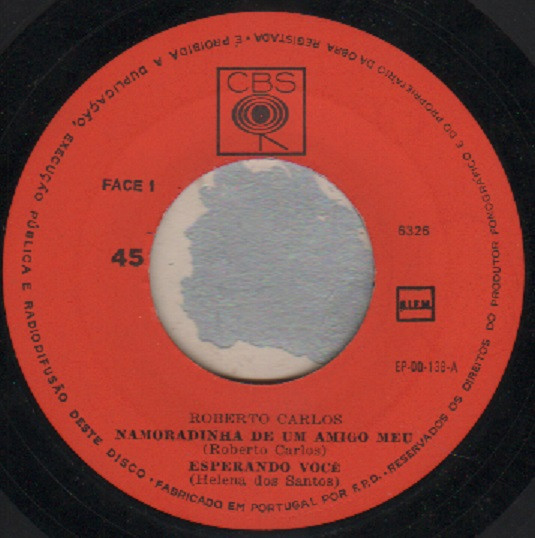 CBS
FACE 1
45
6326
B.I.E.M.
EP-00-138-A
ROBERTO CARLOS
NAMORADINHA DE UM AMIGO MEU
(Roberto Carlos)
ESPERANDO VOCÊ
(Helena dos Santos)
FABRICADO EM PORTUGAL POR F.P.D. • RESERVADOS OS DIREITOS DO PRODUTOR FONOGRÁFICO E DO PROPRIETÁRIO DA OBRA REGISTADA • É PROIBIDA A DUPLICAÇÃO, EXECUÇÃO PÚBLICA E RADIODIFUSÃO DESTE DISCO •